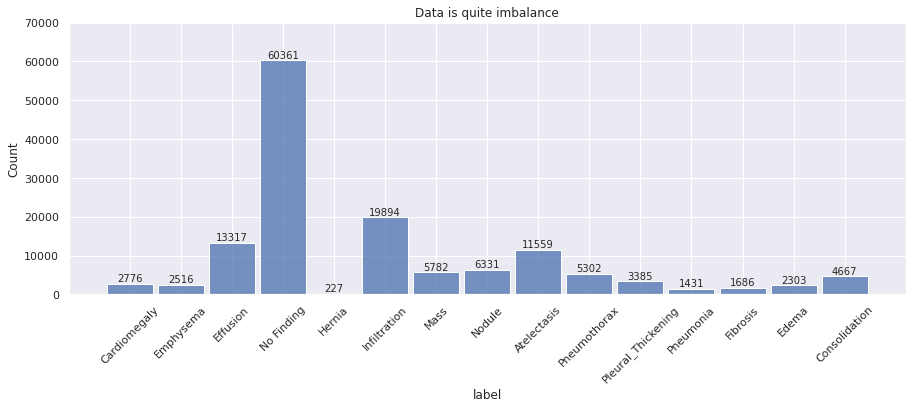 Data is quite imbalance
70000
60000
50000
40000
30000
20000
10000
0
Count
2776
2516
13317
60361
227
19894
5782
6331
11559
5302
3385
1431
1686
2303
4667
Cardiomegaly
Emphysema
Effusion
No Finding
Hernia
Infiltration
Mass
Nodule
Atelectasis
Pneumothorax
Pleural_Thickening
Pneumonia
Fibrosis
Edema
Consolidation
label